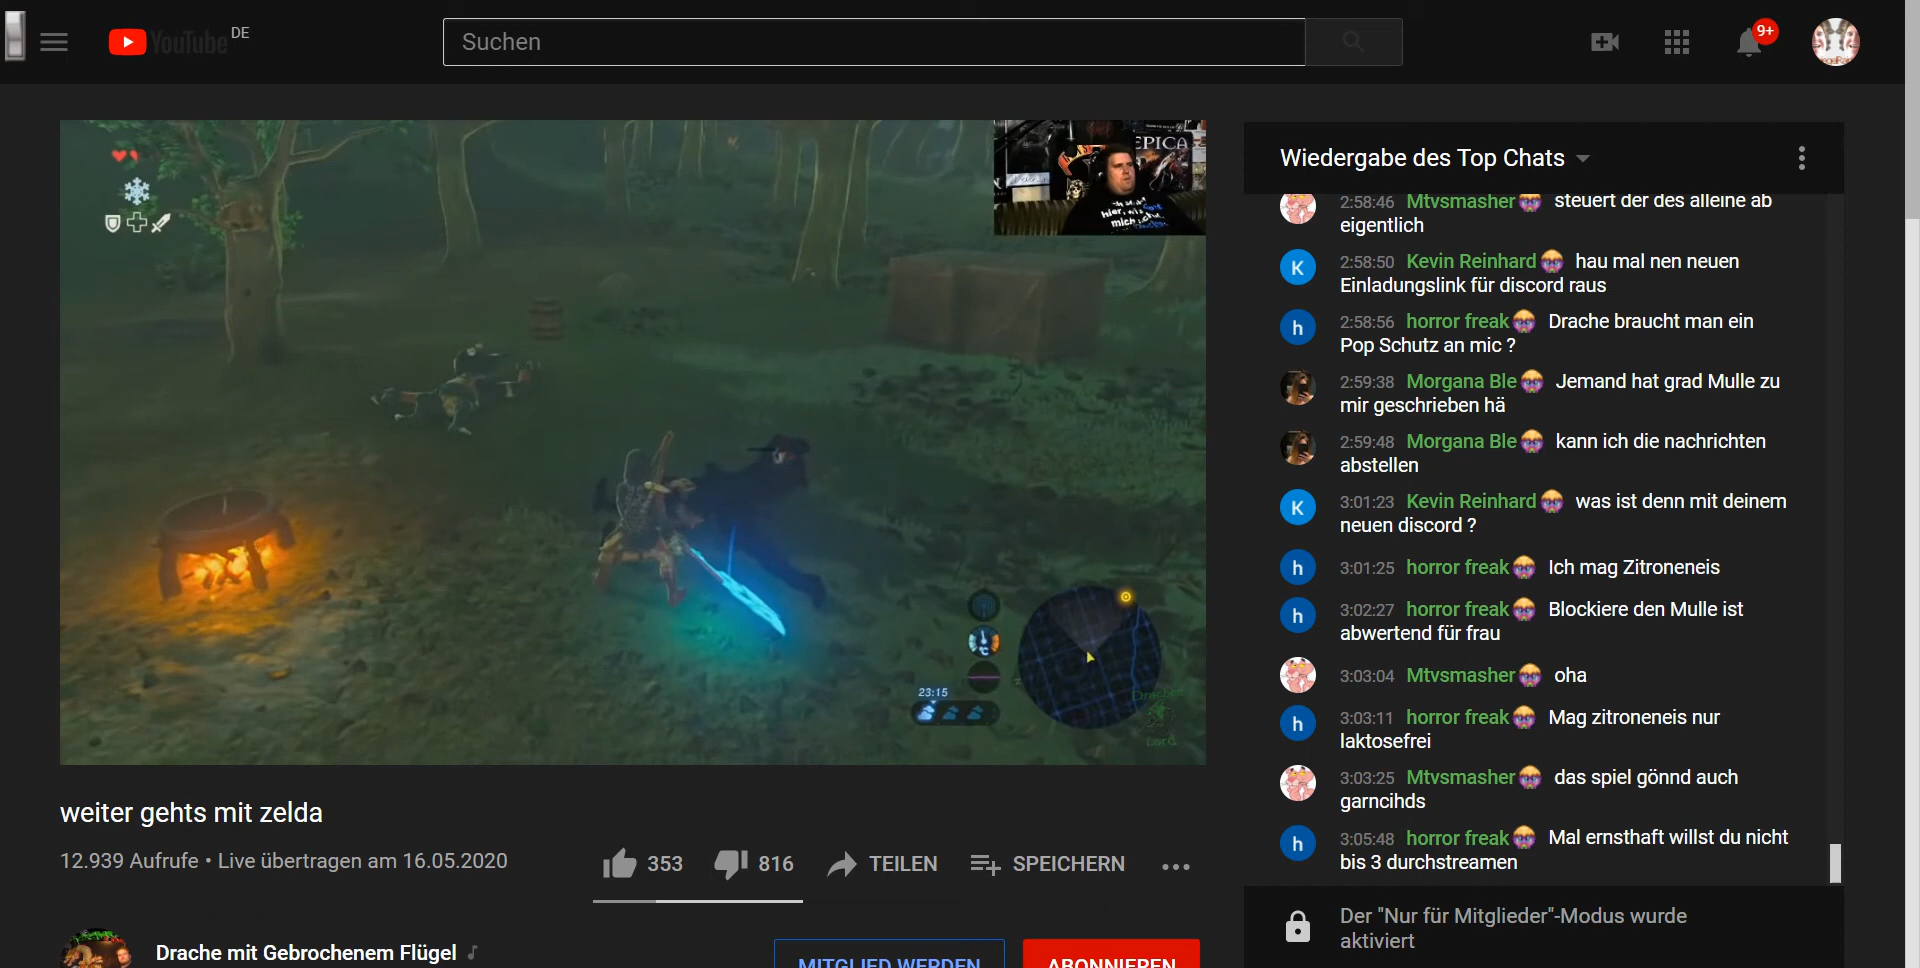 YouTube DE
Suchen
9+
EPICA
hier,
mich
23:15
Drachen
Lord
weiter gehts mit zelda
12.939 Aufrufe • Live übertragen am 16.05.2020
353
816
TEILEN
SPEICHERN
Drache mit Gebrochenem Flügel
MITGLIED WERDEN
ABONNIEREN
Wiedergabe des Top Chats
2:58:46 Mtvsmasher steuert der des alleine ab
eigentlich
K
2:58:50 Kevin Reinhard hau mal nen neuen
Einladungslink für discord raus
h
2:58:56 horror freak Drache braucht man ein
Pop Schutz an mic ?
2:59:38 Morgana Ble Jemand hat grad Mulle zu
mir geschrieben hä
2:59:48 Morgana Ble kann ich die nachrichten
abstellen
K
3:01:23 Kevin Reinhard was ist denn mit deinem
neuen discord ?
h
3:01:25 horror freak Ich mag Zitroneneis
h
3:02:27 horror freak Blockiere den Mulle ist
abwertend für frau
3:03:04 Mtvsmasher oha
h
3:03:11 horror freak Mag zitroneneis nur
laktosefrei
3:03:25 Mtvsmasher das spiel gönnd auch
garncihds
h
3:05:48 horror freak Mal ernsthaft willst du nicht
bis 3 durchstreamen
Der "Nur für Mitglieder"-Modus wurde
aktiviert